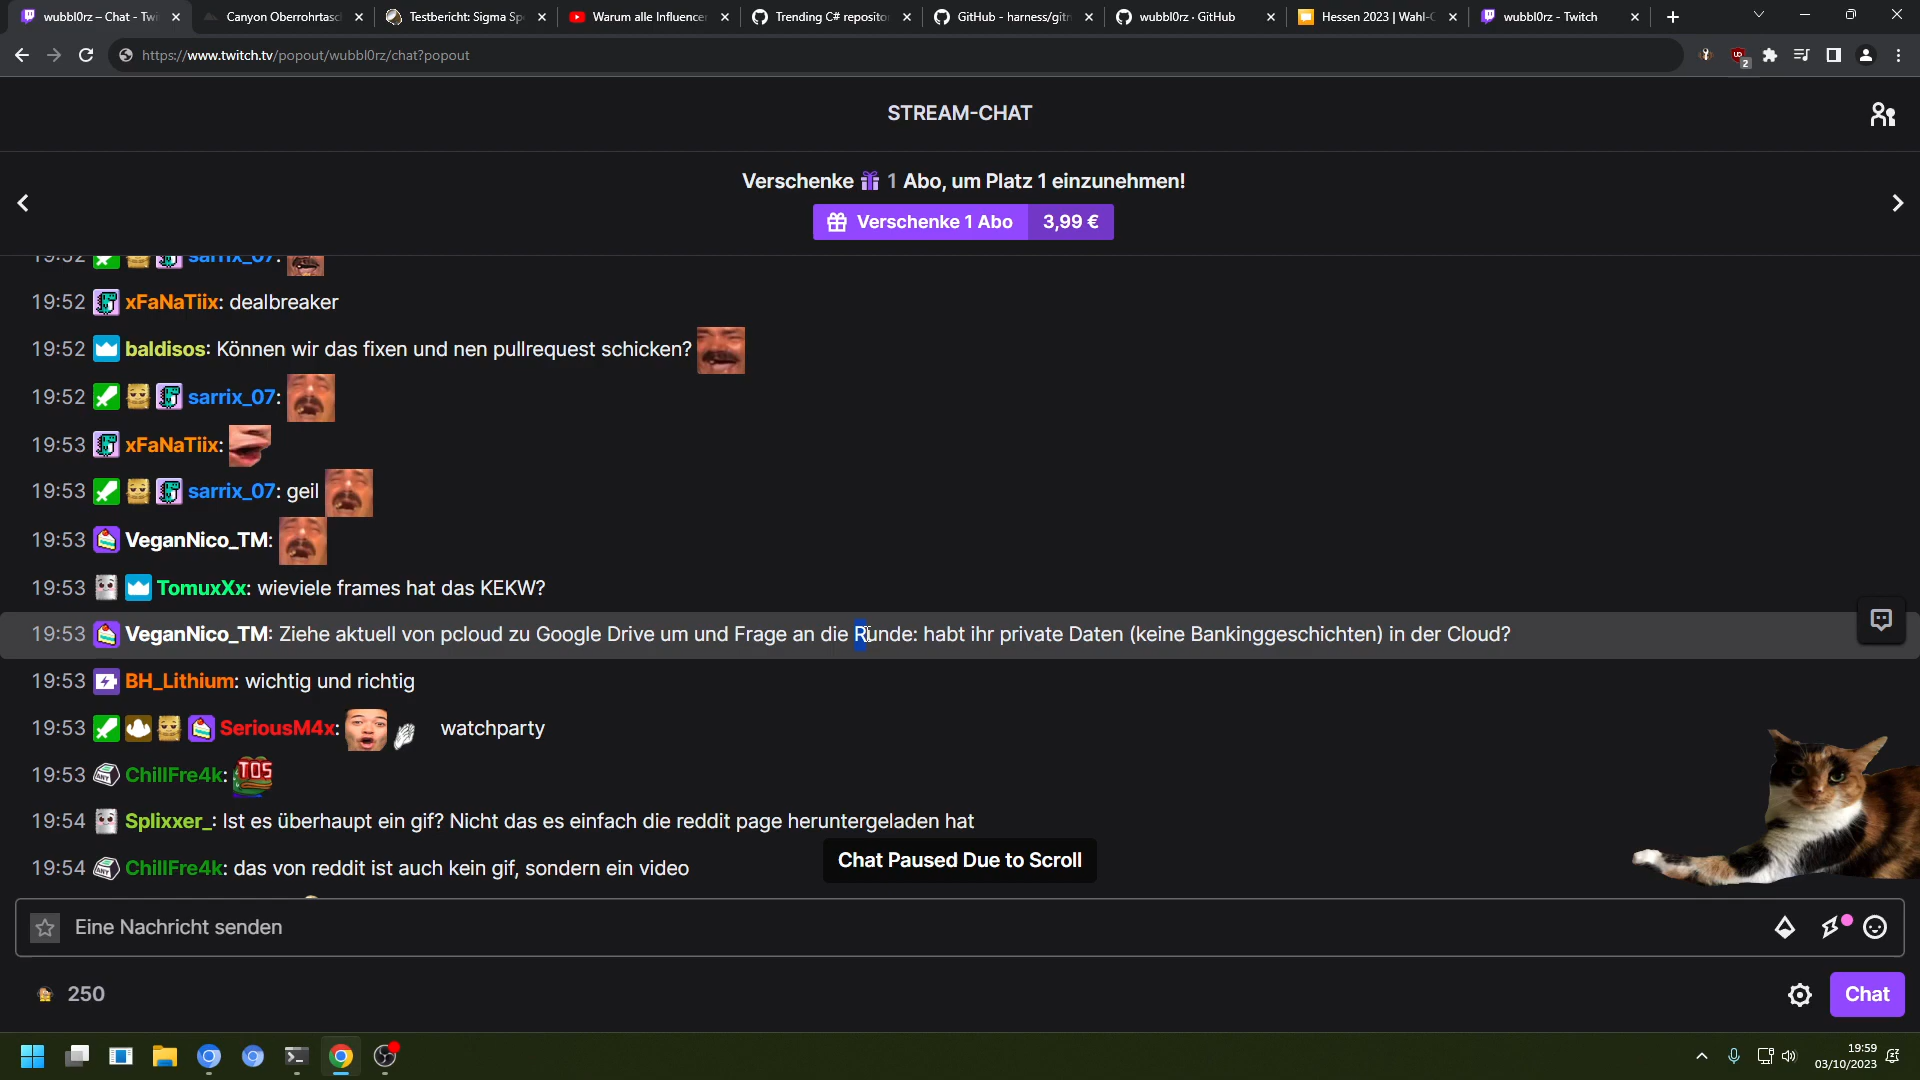 wubbl0rz – Chat - Twi
Canyon Oberrohrtasc
Testbericht: Sigma Sp
Warum alle Influencer
Trending C# repositor
GitHub - harness/gitn
wubbl0rz · GitHub
Hessen 2023 | Wahl-O
wubbl0rz - Twitch
https://www.twitch.tv/popout/wubbl0rz/chat?popout
2
STREAM-CHAT
Verschenke 1 Abo, um Platz 1 einzunehmen!
Verschenke 1 Abo 3,99 €
19:52 sarrix_07:
19:52 xFaNaTiix: dealbreaker
19:52 baldisos: Können wir das fixen und nen pullrequest schicken?
19:52 sarrix_07:
19:53 xFaNaTiix:
19:53 sarrix_07: geil
19:53 VeganNico_TM:
19:53 TomuxXx: wieviele frames hat das KEKW?
19:53 VeganNico_TM: Ziehe aktuell von pcloud zu Google Drive um und Frage an die Runde: habt ihr private Daten (keine Bankinggeschichten) in der Cloud?
19:53 BH_Lithium: wichtig und richtig
19:53 SeriousM4x: watchparty
19:53 ChillFre4k: TOS
19:54 Splixxer_: Ist es überhaupt ein gif? Nicht das es einfach die reddit page heruntergeladen hat
19:54 ChillFre4k: das von reddit ist auch kein gif, sondern ein video
Chat Paused Due to Scroll
Eine Nachricht senden
250
Chat
19:59
03/10/2023